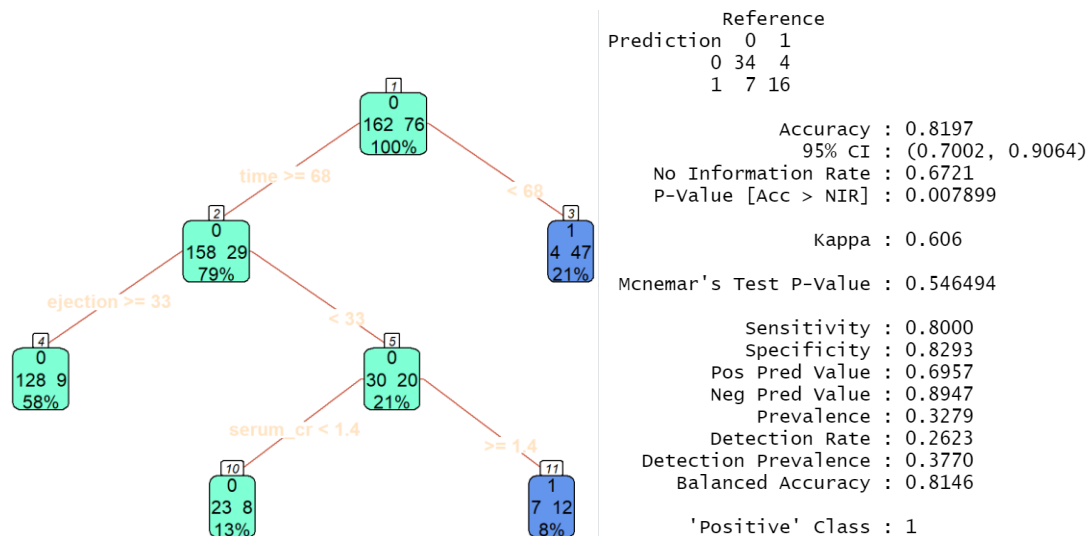 1
0
162 76
100%
time >= 68
< 68
2
0
158 29
79%
3
1
4 47
21%
ejection >= 33
< 33
4
0
128 9
58%
5
0
30 20
21%
serum_cr < 1.4
>= 1.4
10
0
23 8
13%
11
1
7 12
8%
Reference
Prediction 0 1
0 34 4
1 7 16
Accuracy : 0.8197
95% CI : (0.7002, 0.9064)
No Information Rate : 0.6721
P-Value [Acc > NIR] : 0.007899
Kappa : 0.606
Mcnemar's Test P-Value : 0.546494
Sensitivity : 0.8000
Specificity : 0.8293
Pos Pred Value : 0.6957
Neg Pred Value : 0.8947
Prevalence : 0.3279
Detection Rate : 0.2623
Detection Prevalence : 0.3770
Balanced Accuracy : 0.8146
'Positive' Class : 1